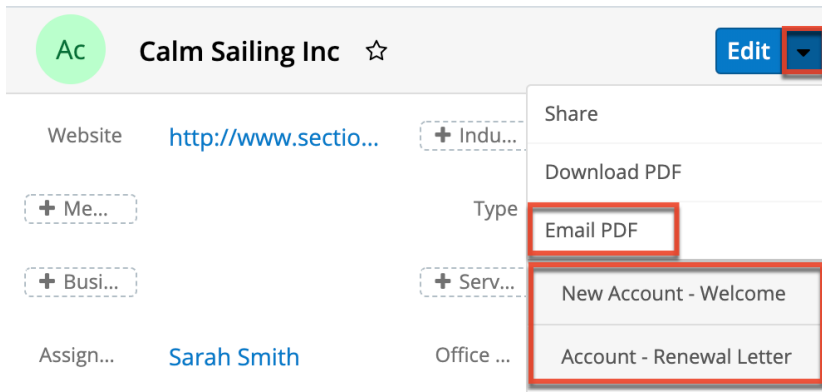 Ac Calm Sailing Inc Edit
Share
Website http://www.sectio... + Indu...
Download PDF
+ Me... Type
Email PDF
+ Busi... + Serv...
New Account - Welcome
Assign... Sarah Smith Office ...
Account - Renewal Letter